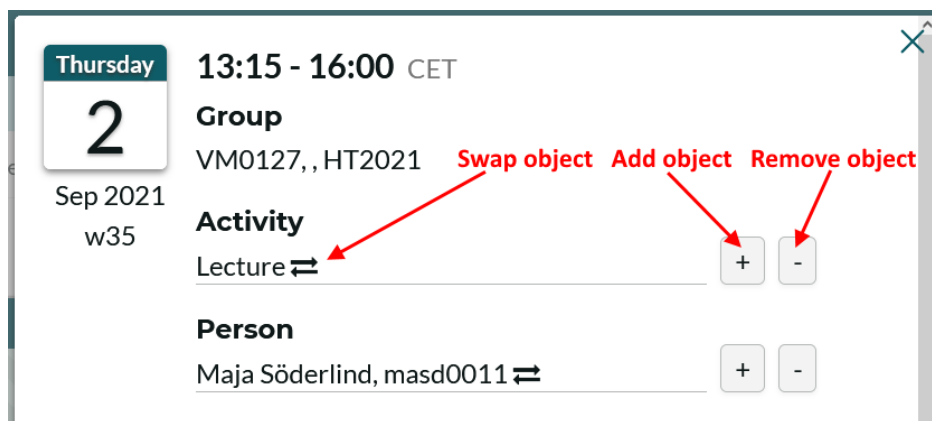 Thursday
2
Sep 2021
w35
13:15 - 16:00 CET
Group
VM0127, , HT2021
Swap object Add object Remove object
Activity
Lecture
+ -
Person
Maja Söderlind, masd0011
+ -